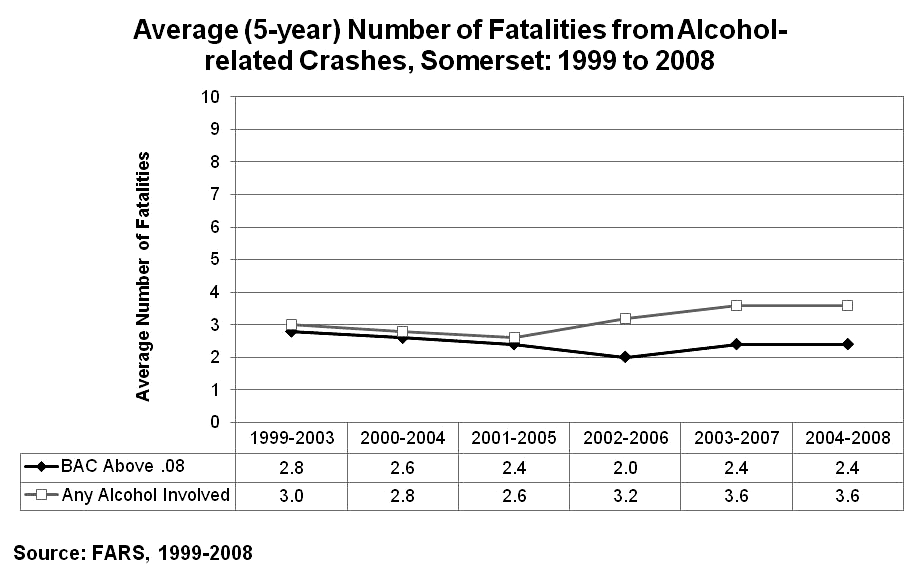 Average (5-year) Number of Fatalities from Alcohol-
related Crashes, Somerset: 1999 to 2008
Average Number of Fatalities
10
9
8
7
6
5
4
3
2
1
0
1999-2003 2000-2004 2001-2005 2002-2006 2003-2007 2004-2008
BAC Above .08 2.8 2.6 2.4 2.0 2.4 2.4
Any Alcohol Involved 3.0 2.8 2.6 3.2 3.6 3.6
Source: FARS, 1999-2008